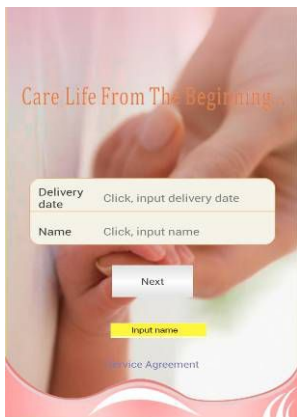 Care Life From The Beginning...
Delivery
date
Click, input delivery date
Name
Click, input name
Next
Input name
Service Agreement